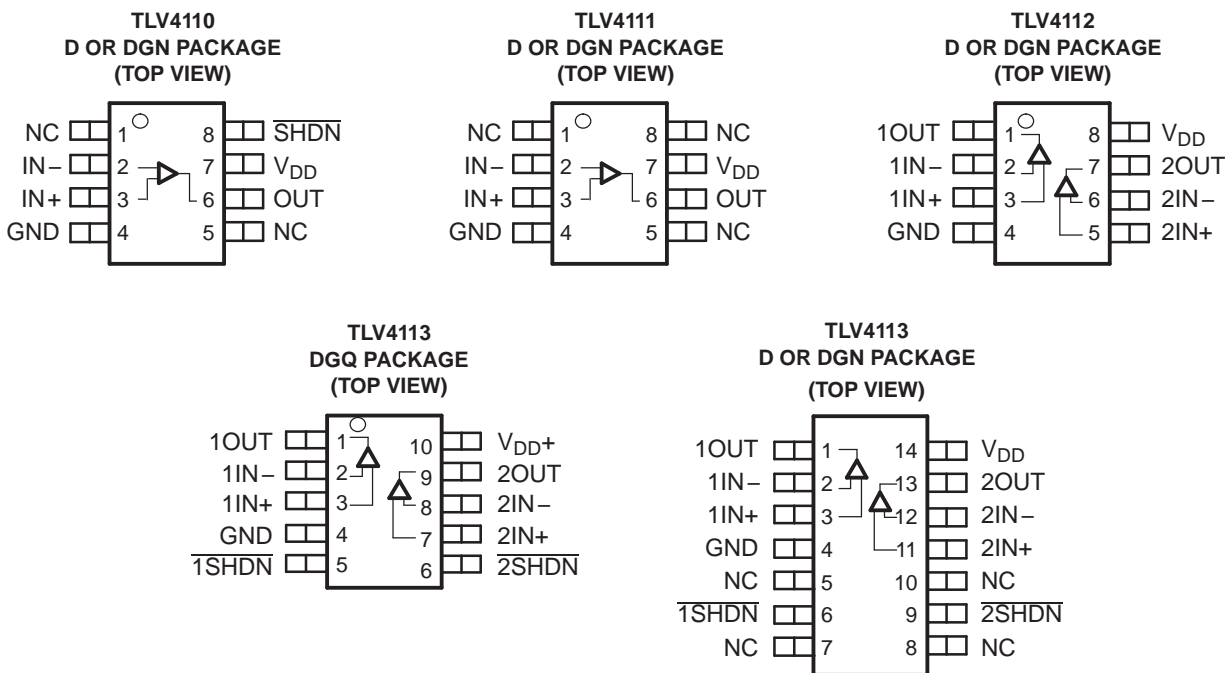 TLV4110
D OR DGN PACKAGE
(TOP VIEW)
NC 1 8 SHDN
IN− 2 7 VDD
IN+ 3 6 OUT
GND 4 5 NC
TLV4111
D OR DGN PACKAGE
(TOP VIEW)
NC 1 8 NC
IN− 2 7 VDD
IN+ 3 6 OUT
GND 4 5 NC
TLV4112
D OR DGN PACKAGE
(TOP VIEW)
1OUT 1 8 VDD
1IN− 2 7 2OUT
1IN+ 3 6 2IN−
GND 4 5 2IN+
TLV4113
DGQ PACKAGE
(TOP VIEW)
1OUT 1 10 VDD+
1IN− 2 9 2OUT
1IN+ 3 8 2IN−
GND 4 7 2IN+
1SHDN 5 6 2SHDN
TLV4113
D OR DGN PACKAGE
(TOP VIEW)
1OUT 1 14 VDD
1IN− 2 13 2OUT
1IN+ 3 12 2IN−
GND 4 11 2IN+
NC 5 10 NC
1SHDN 6 9 2SHDN
NC 7 8 NC